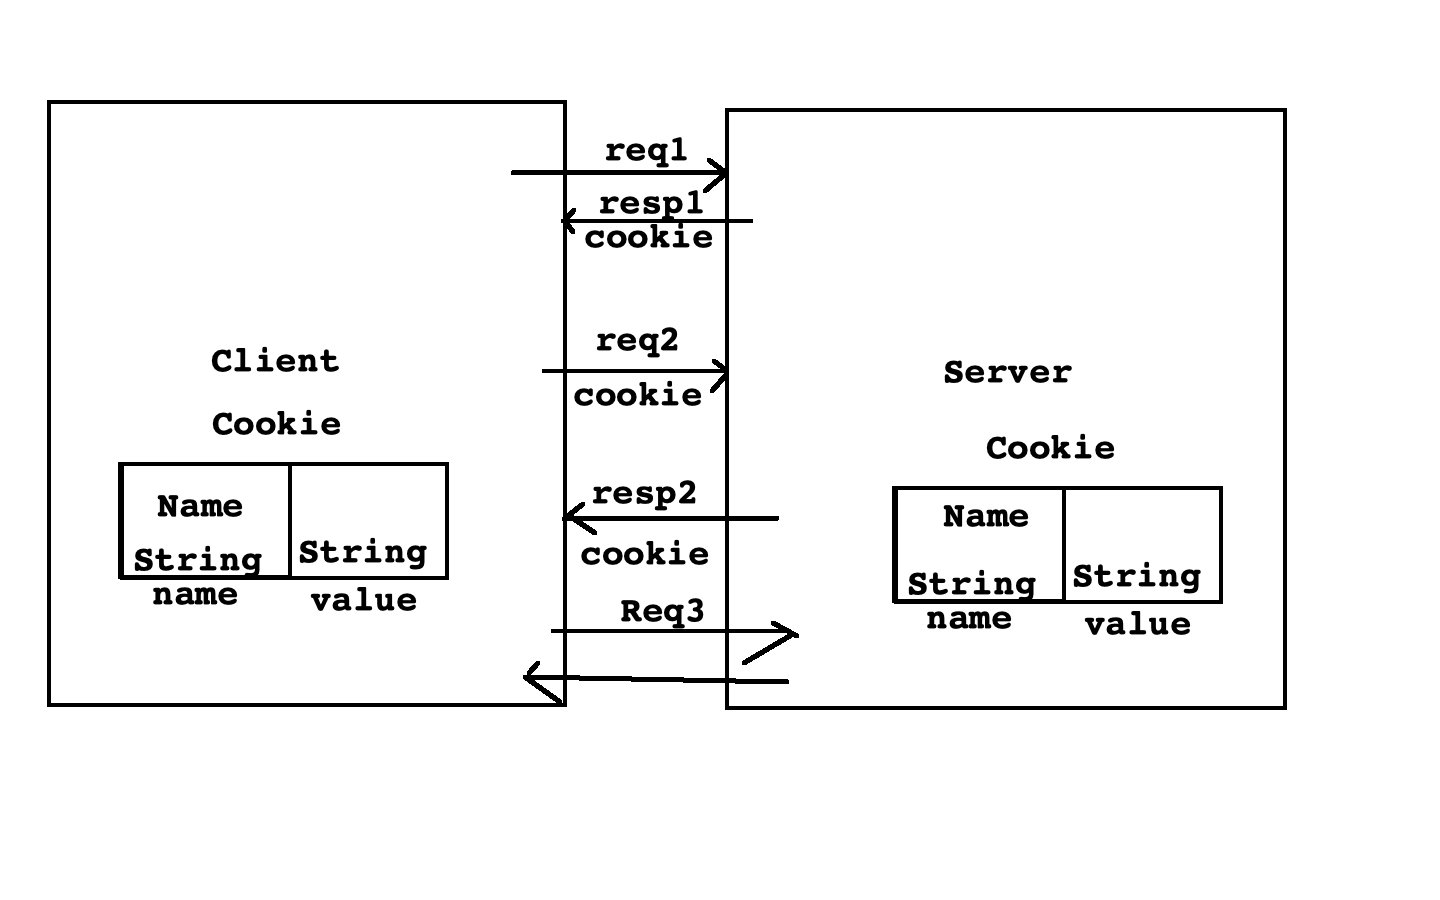 req1
resp1
cookie
req2
cookie
Client
Server
Cookie
Cookie
resp2
cookie
Name
String
String
name
value
Name
String
String
name
value
Req3